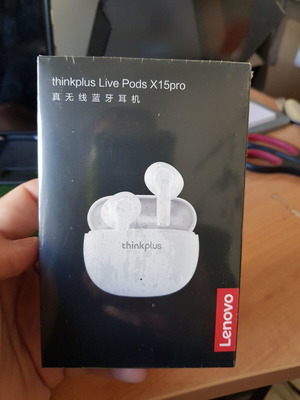 thinkplus Live Pods X15pro
真无线蓝牙耳机
thinkplus
Lenovo